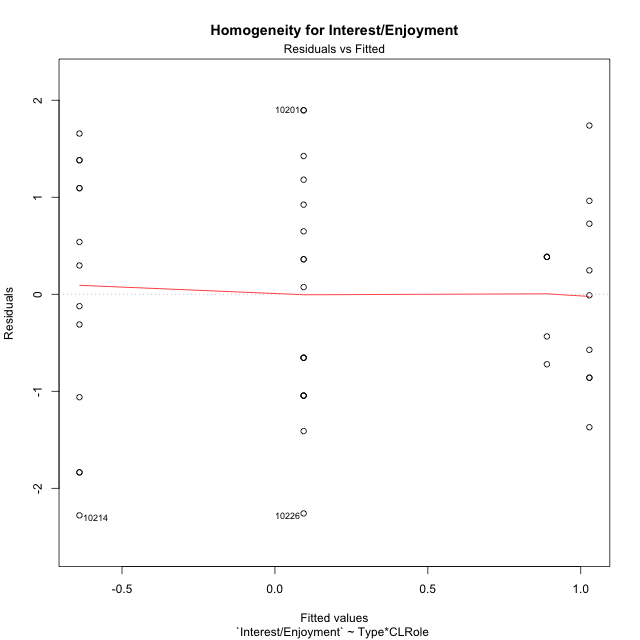 Homogeneity for Interest/Enjoyment
Residuals vs Fitted
2
1
0
-1
-2
Residuals
10201
10214
10226
-0.5
0.0
0.5
1.0
Fitted values
`Interest/Enjoyment` ~ Type*CLRole